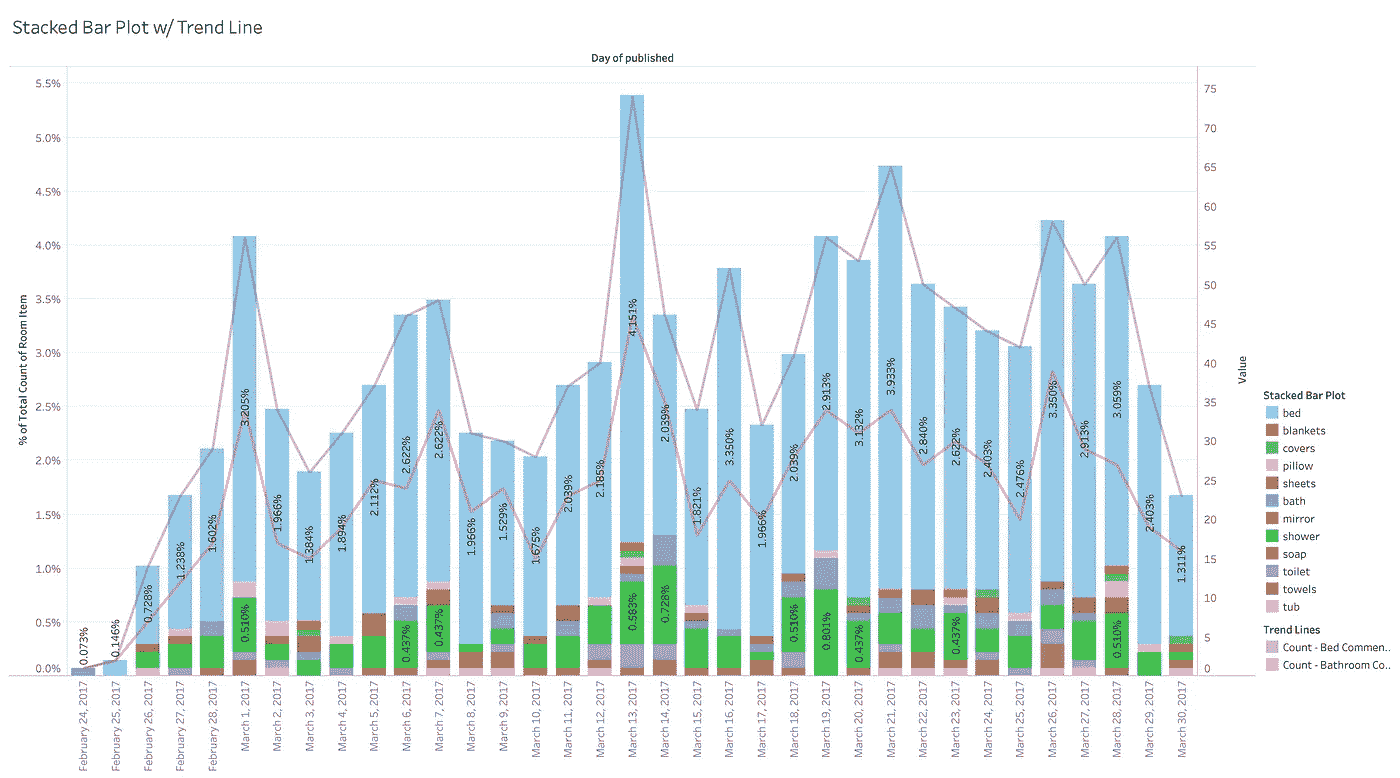 Stacked Bar Plot w/ Trend Line
Day of published
% of Total Count of Room Item
5.5%
5.0%
4.5%
4.0%
3.5%
3.0%
2.5%
2.0%
1.5%
1.0%
0.5%
0.0%
0.073%
0.146%
0.728%
1.238%
1.602%
3.205%
0.510%
1.966%
1.384%
1.894%
2.112%
2.622%
0.437%
2.622%
0.437%
1.966%
1.529%
1.675%
2.039%
2.185%
4.151%
0.583%
2.039%
0.728%
1.821%
3.350%
1.966%
2.039%
0.510%
2.913%
0.801%
3.132%
0.437%
3.933%
2.840%
2.622%
0.437%
2.403%
2.476%
3.350%
2.913%
3.059%
0.510%
2.403%
1.311%
75
70
65
60
55
50
45
40
35
30
25
20
15
10
5
0
Value
February 24, 2017
February 25, 2017
February 26, 2017
February 27, 2017
February 28, 2017
March 1, 2017
March 2, 2017
March 3, 2017
March 4, 2017
March 5, 2017
March 6, 2017
March 7, 2017
March 8, 2017
March 9, 2017
March 10, 2017
March 11, 2017
March 12, 2017
March 13, 2017
March 14, 2017
March 15, 2017
March 16, 2017
March 17, 2017
March 18, 2017
March 19, 2017
March 20, 2017
March 21, 2017
March 22, 2017
March 23, 2017
March 24, 2017
March 25, 2017
March 26, 2017
March 27, 2017
March 28, 2017
March 29, 2017
March 30, 2017
Stacked Bar Plot
bed
blankets
covers
pillow
sheets
bath
mirror
shower
soap
toilet
towels
tub
Trend Lines
Count - Bed Commen..
Count - Bathroom Co..